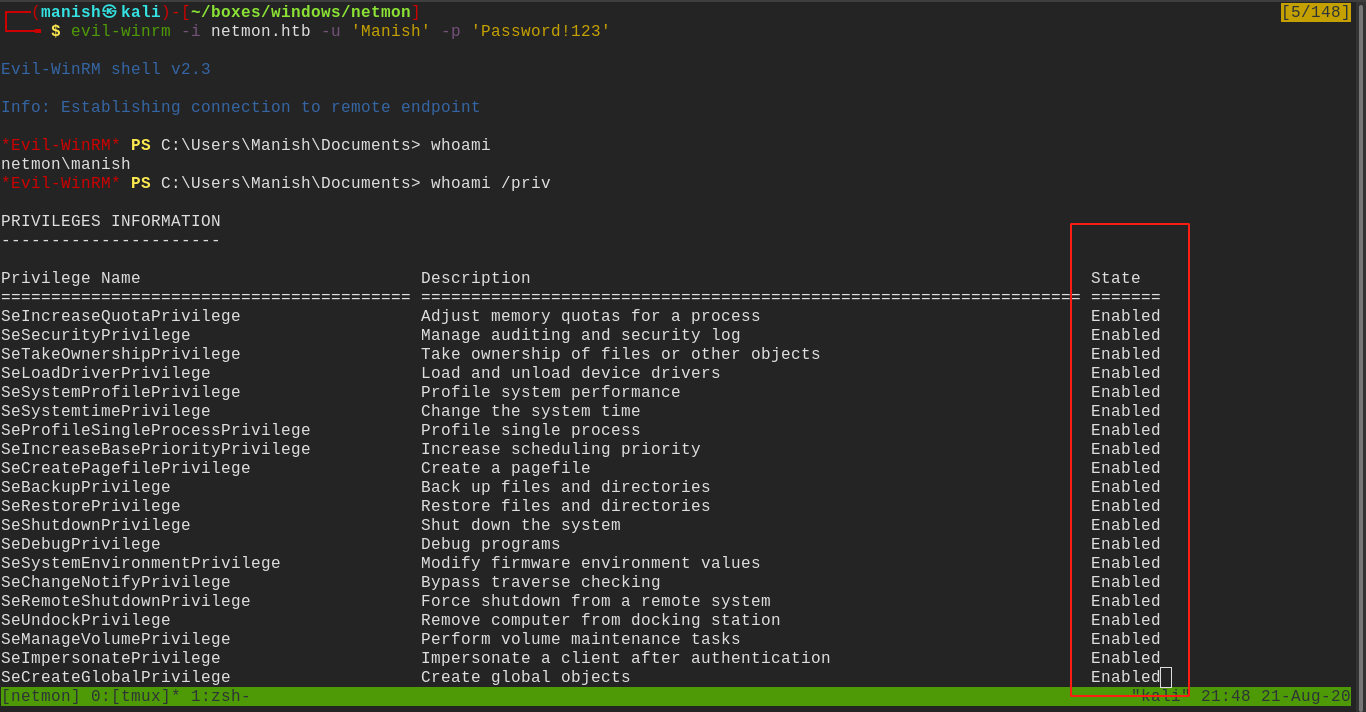 ┌──(manish㉿kali)-[~/boxes/windows/netmon] [5/148]
└──╼ $ evil-winrm -i netmon.htb -u 'Manish' -p 'Password!123'
Evil-WinRM shell v2.3
Info: Establishing connection to remote endpoint
*Evil-WinRM* PS C:\Users\Manish\Documents> whoami
netmon\manish
*Evil-WinRM* PS C:\Users\Manish\Documents> whoami /priv
PRIVILEGES INFORMATION
----------------------
Privilege Name                            Description                                                        State
========================================= ================================================================== =======
SeIncreaseQuotaPrivilege                  Adjust memory quotas for a process                                 Enabled
SeSecurityPrivilege                       Manage auditing and security log                                   Enabled
SeTakeOwnershipPrivilege                  Take ownership of files or other objects                           Enabled
SeLoadDriverPrivilege                     Load and unload device drivers                                     Enabled
SeSystemProfilePrivilege                  Profile system performance                                         Enabled
SeSystemtimePrivilege                     Change the system time                                             Enabled
SeProfileSingleProcessPrivilege           Profile single process                                             Enabled
SeIncreaseBasePriorityPrivilege           Increase scheduling priority                                       Enabled
SeCreatePagefilePrivilege                 Create a pagefile                                                  Enabled
SeBackupPrivilege                         Back up files and directories                                      Enabled
SeRestorePrivilege                        Restore files and directories                                      Enabled
SeShutdownPrivilege                       Shut down the system                                               Enabled
SeDebugPrivilege                          Debug programs                                                     Enabled
SeSystemEnvironmentPrivilege              Modify firmware environment values                                 Enabled
SeChangeNotifyPrivilege                   Bypass traverse checking                                           Enabled
SeRemoteShutdownPrivilege                 Force shutdown from a remote system                                Enabled
SeUndockPrivilege                         Remove computer from docking station                               Enabled
SeManageVolumePrivilege                   Perform volume maintenance tasks                                   Enabled
SeImpersonatePrivilege                    Impersonate a client after authentication                          Enabled
SeCreateGlobalPrivilege                   Create global objects                                              Enabled
[netmon] 0:[tmux]* 1:zsh- "kali" 21:48 21-Aug-20